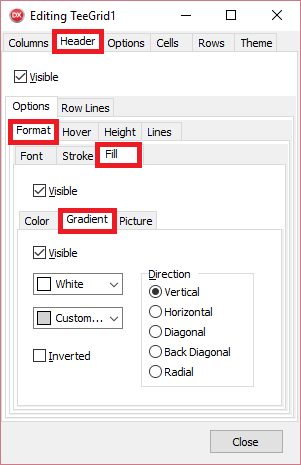 DX Editing TeeGrid1
Columns Header Options Cells Rows Theme
Visible
Options Row Lines
Format Hover Height Lines
Font Stroke Fill
Visible
Color Gradient Picture
Visible
Direction
White
Vertical
Horizontal
Custom...
Diagonal
Inverted
Back Diagonal
Radial
Close